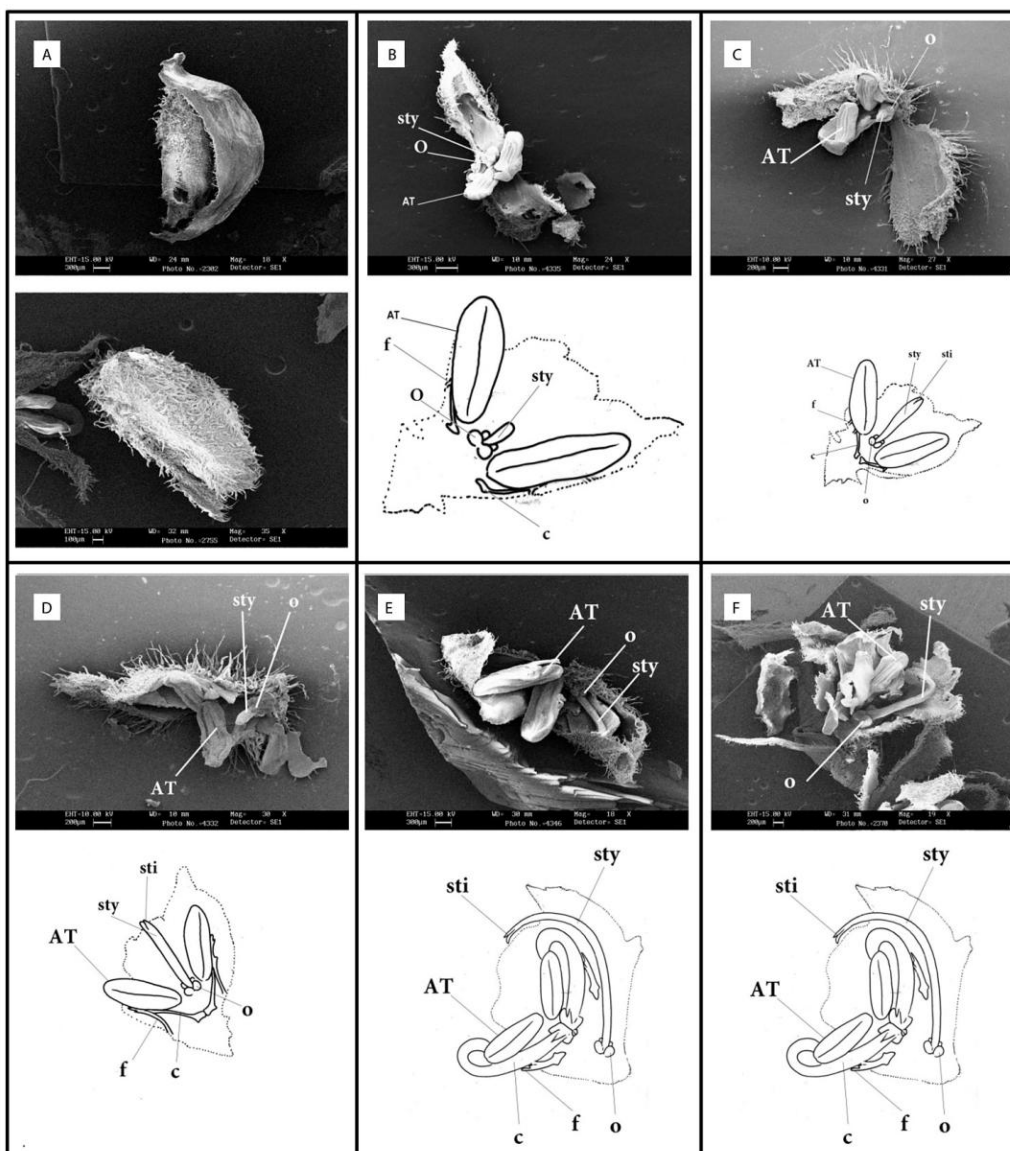 A
EHT=15.00 kV WD= 24 mm Mag= 18 X
300µm Photo No.=2302 Detector= SE1
EHT=15.00 kV WD= 32 mm Mag= 35 X
100µm Photo No.=2755 Detector= SE1
B
sty
O
AT
EHT=15.00 kV WD= 10 mm Mag= 24 X
300µm Photo No.=4335 Detector= SE1
AT
f
sty
O
c
C
o
AT
sty
EHT=10.00 kV WD= 10 mm Mag= 27 X
200µm Photo No.=4331 Detector= SE1
sty sti
AT
f
c
o
D
sty o
AT
EHT=10.00 kV WD= 10 mm Mag= 30 X
200µm Photo No.=4332 Detector= SE1
sti
sty
AT
o
f c
E
AT
o
sty
EHT=15.00 kV WD= 30 mm Mag= 18 X
300µm Photo No.=4346 Detector= SE1
sty
sti
AT
f o
c
F
AT sty
o
EHT=15.00 kV WD= 31 mm Mag= 19 X
200µm Photo No.=2370 Detector= SE1
sty
sti
AT
f o
c